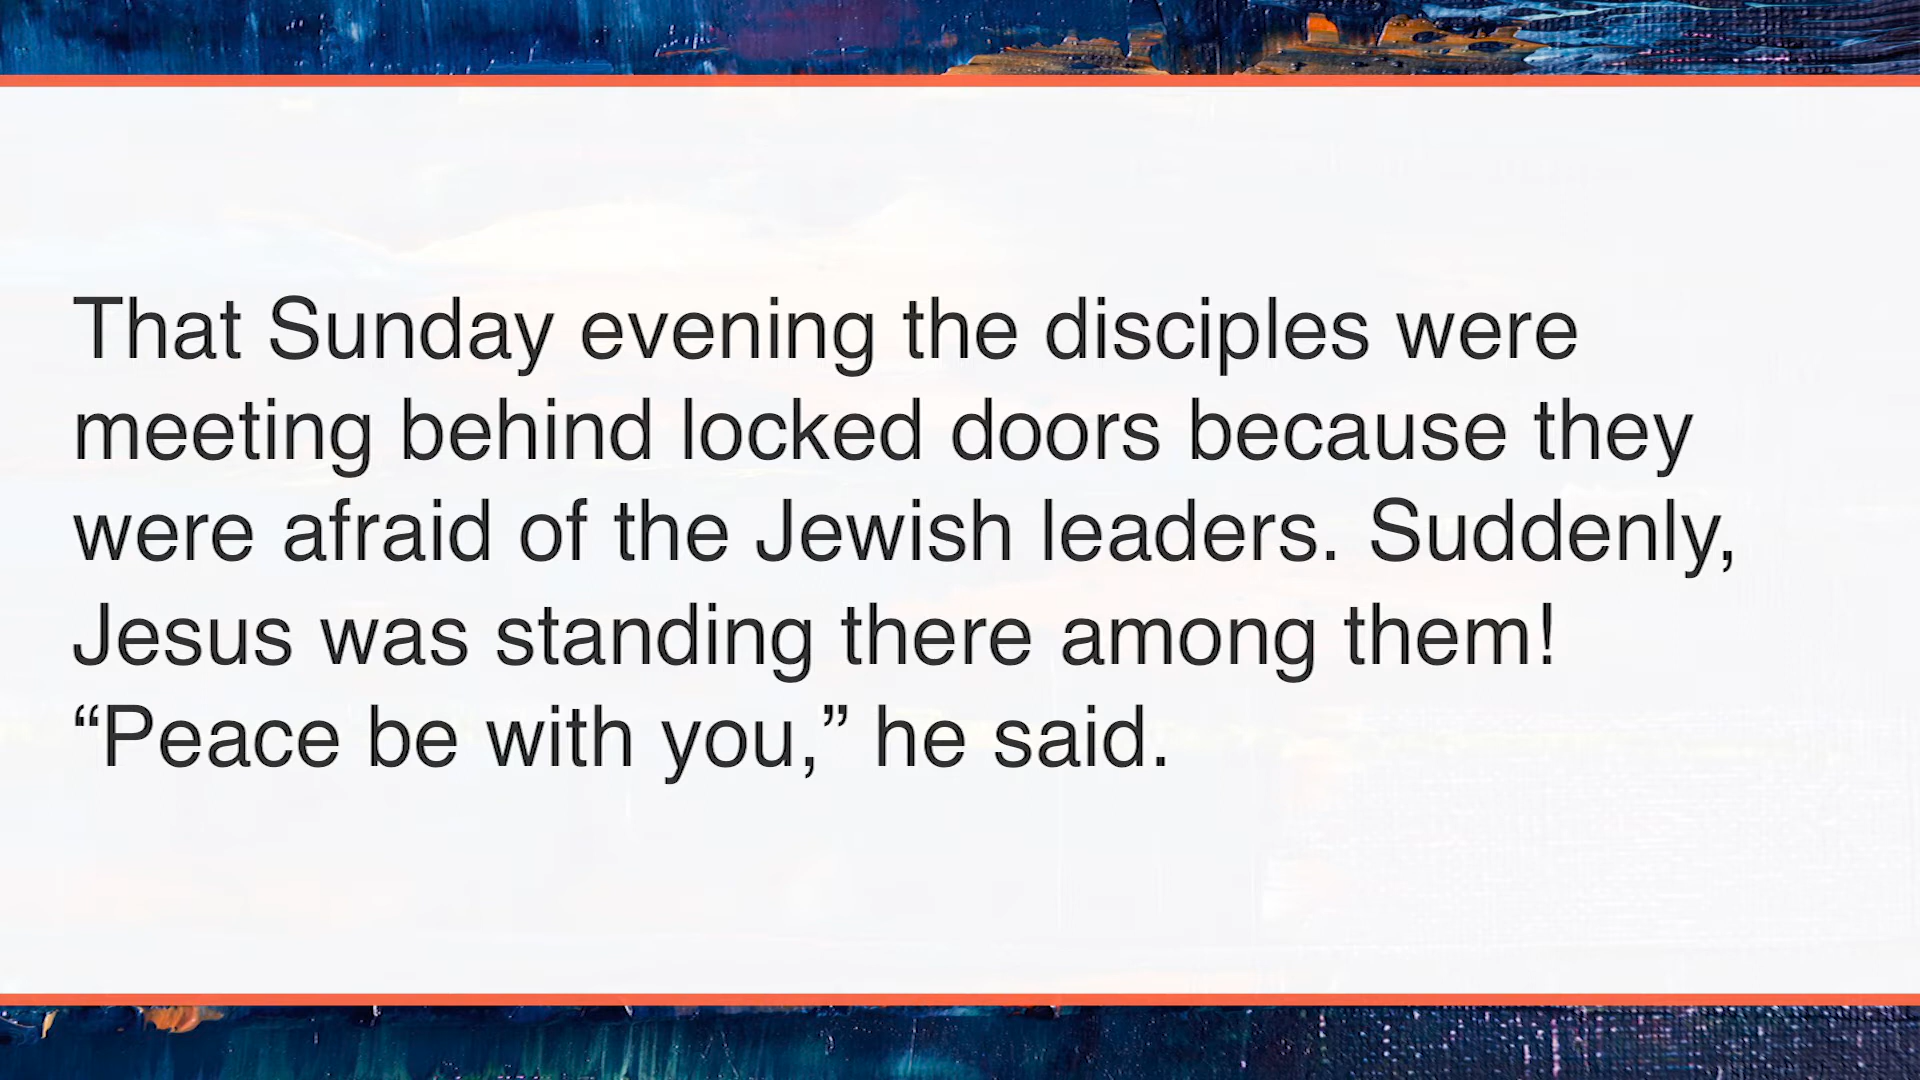 That Sunday evening the disciples were
meeting behind locked doors because they
were afraid of the Jewish leaders. Suddenly,
Jesus was standing there among them!
“Peace be with you,” he said.